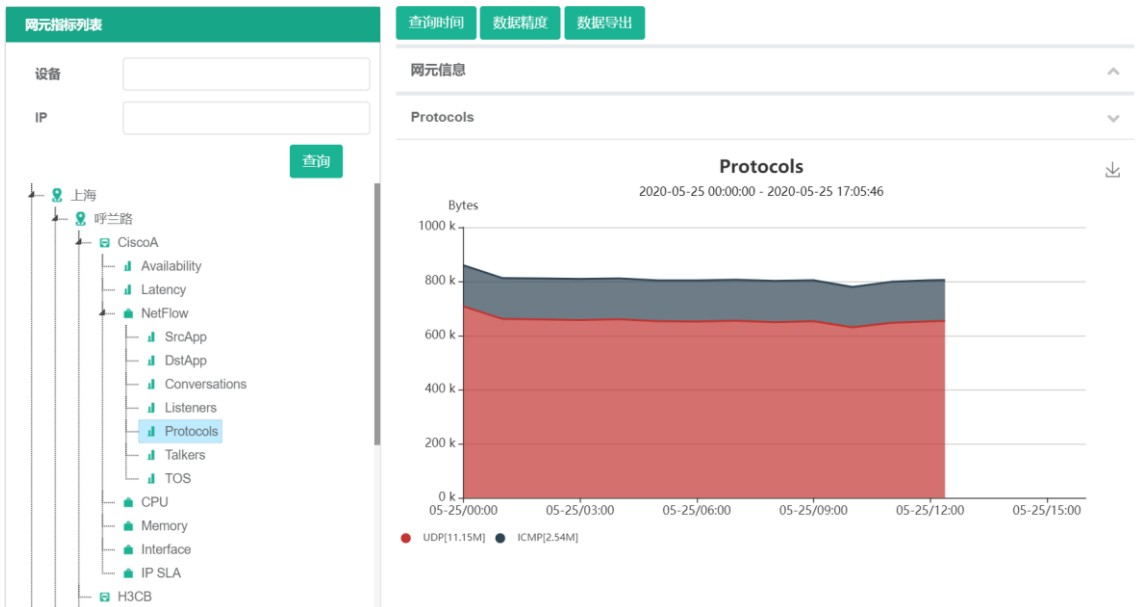 网元指标列表
设备
IP
查询
上海
呼兰路
CiscoA
Availability
Latency
NetFlow
SrcApp
DstApp
Conversations
Listeners
Protocols
Talkers
TOS
CPU
Memory
Interface
IP SLA
H3CB
查询时间 数据精度 数据导出
网元信息
Protocols
Protocols
2020-05-25 00:00:00 - 2020-05-25 17:05:46
Bytes
1000 k
800 k
600 k
400 k
200 k
0 k
05-25/00:00 05-25/03:00 05-25/06:00 05-25/09:00 05-25/12:00 05-25/15:00
UDP[11.15M] ICMP[2.54M]